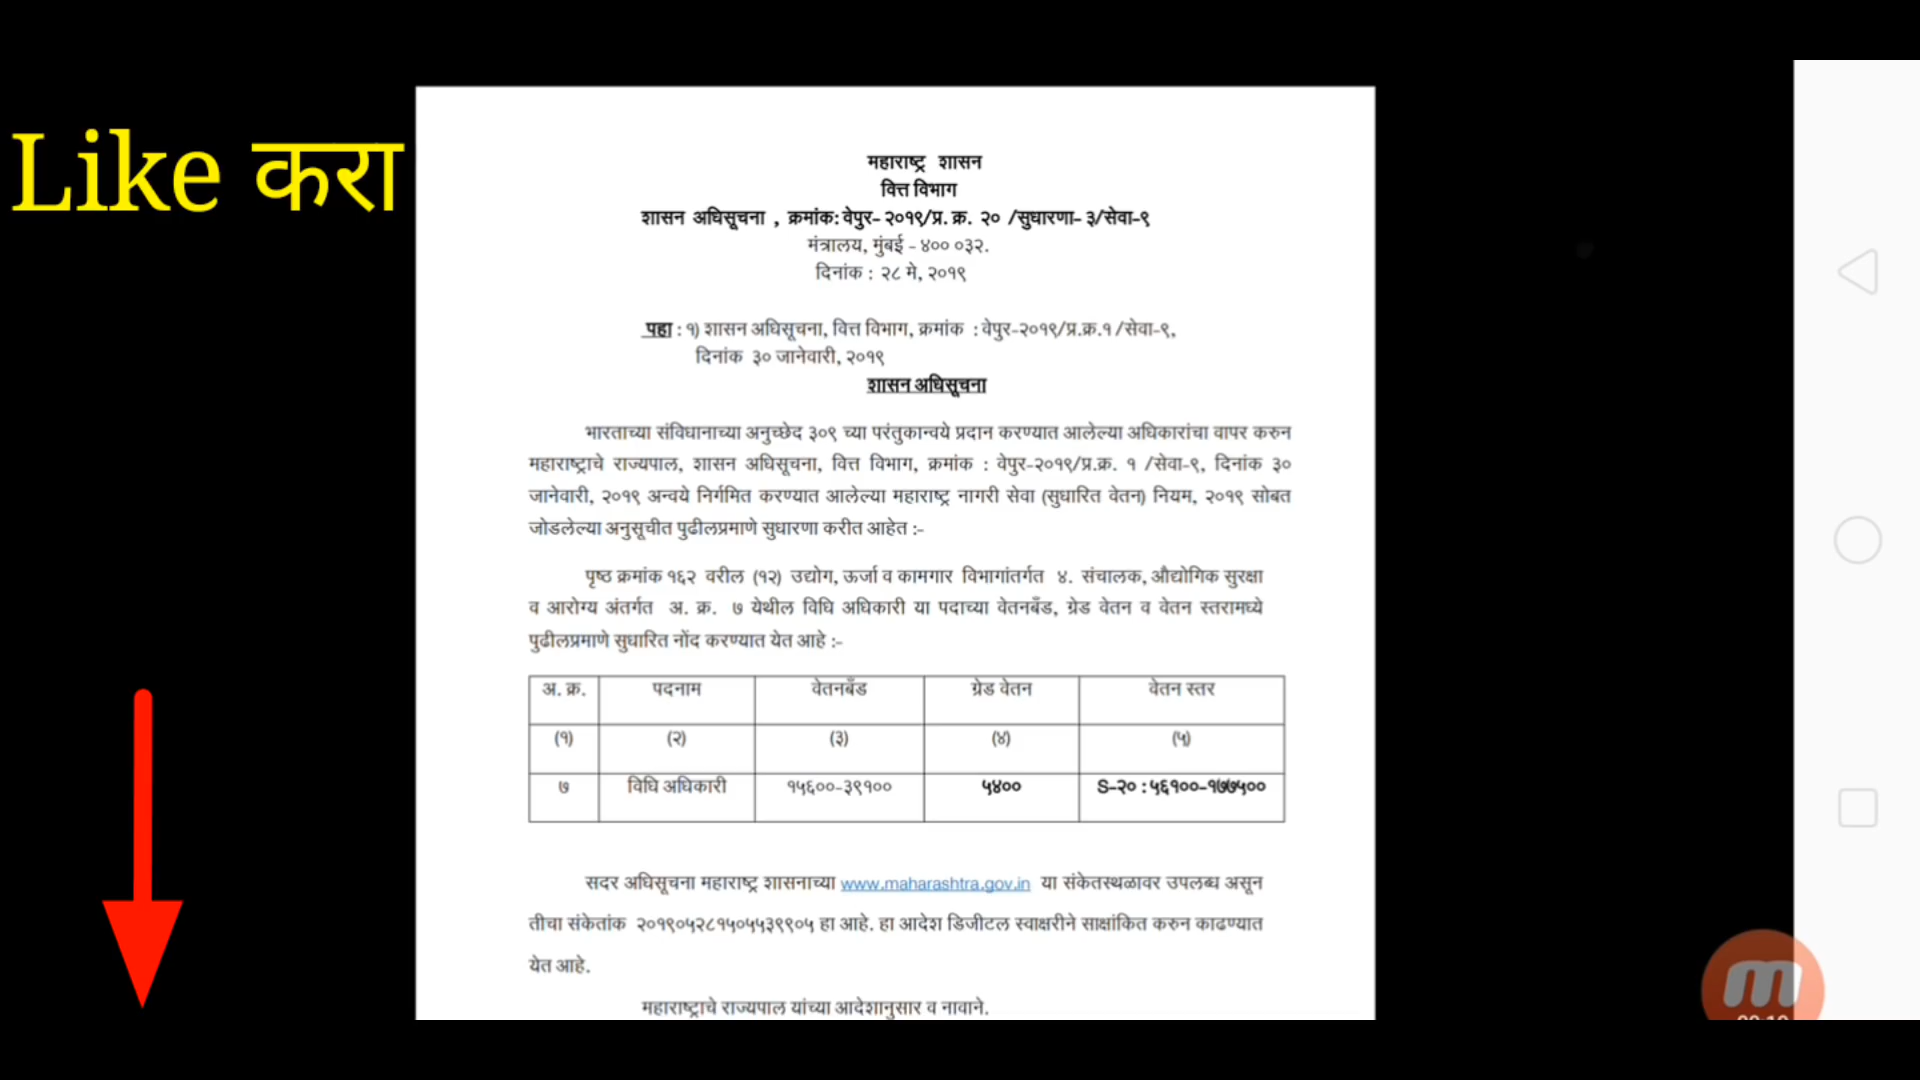 Like करा
महाराष्ट्र शासन
वित्त विभाग
शासन अधिसूचना , क्रमांक: वेपुर- २०१९/प्र. क्र. २० /सुधारणा- ३/सेवा-९
मंत्रालय, मुंबई - ४०० ०३२.
दिनांक : २८ मे, २०१९
पहा : १) शासन अधिसूचना, वित्त विभाग, क्रमांक : वेपुर-२०१९/प्र.क्र.१ /सेवा-९,
दिनांक ३० जानेवारी, २०१९
शासन अधिसूचना
भारताच्या संविधानाच्या अनुच्छेद ३०९ च्या परंतुकान्वये प्रदान करण्यात आलेल्या अधिकारांचा वापर करुन
महाराष्ट्राचे राज्यपाल, शासन अधिसूचना, वित्त विभाग, क्रमांक : वेपुर-२०१९/प्र.क्र. १ /सेवा-९, दिनांक ३०
जानेवारी, २०१९ अन्वये निर्गमित करण्यात आलेल्या महाराष्ट्र नागरी सेवा (सुधारित वेतन) नियम, २०१९ सोबत
जोडलेल्या अनुसूचीत पुढीलप्रमाणे सुधारणा करीत आहेत :-
पृष्ठ क्रमांक १६२ वरील (१२) उद्योग, ऊर्जा व कामगार विभागांतर्गत ४. संचालक, औद्योगिक सुरक्षा
व आरोग्य अंतर्गत अ. क्र. ७ येथील विधि अधिकारी या पदाच्या वेतनबँड, ग्रेड वेतन व वेतन स्तरामध्ये
पुढीलप्रमाणे सुधारित नोंद करण्यात येत आहे :-
अ. क्र. पदनाम वेतनबँड ग्रेड वेतन वेतन स्तर
(१) (२) (३) (४) (५)
७ विधि अधिकारी १५६००-३९१०० ५४०० S-२० : ५६१००-१७७५००
सदर अधिसूचना महाराष्ट्र शासनाच्या www.maharashtra.gov.in या संकेतस्थळावर उपलब्ध असून
तीचा संकेतांक २०१९०५२८१५०५५३९९०५ हा आहे. हा आदेश डिजीटल स्वाक्षरीने साक्षांकित करुन काढण्यात
येत आहे.
महाराष्ट्राचे राज्यपाल यांच्या आदेशानुसार व नावाने.